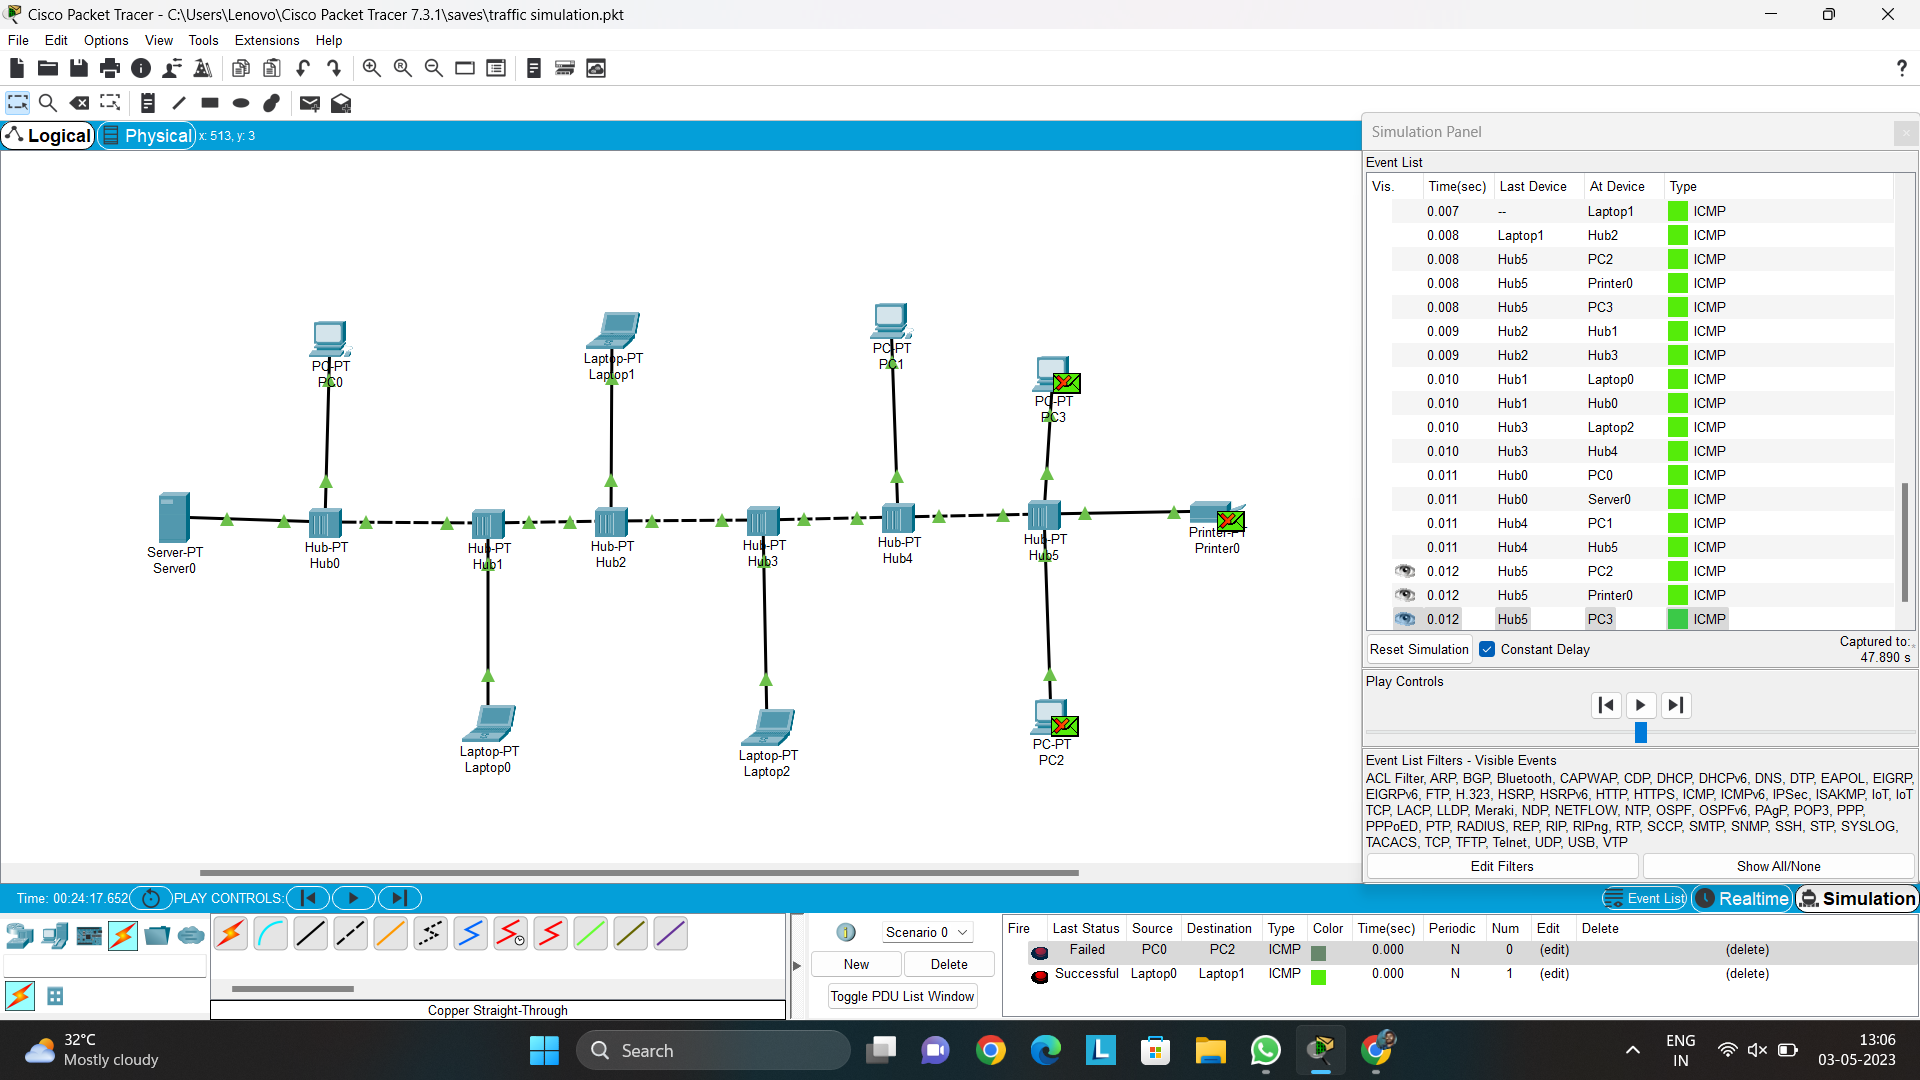 Cisco Packet Tracer - C:\Users\Lenovo\Cisco Packet Tracer 7.3.1\saves\traffic simulation.pkt
File Edit Options View Tools Extensions Help
Logical Physical x: 513, y: 3
PC-PT
PC0
Laptop-PT
Laptop1
PC-PT
PC1
PC-PT
PC3
Server-PT
Server0
Hub-PT
Hub0
Hub-PT
Hub1
Hub-PT
Hub2
Hub-PT
Hub3
Hub-PT
Hub4
Hub-PT
Hub5
Printer-PT
Printer0
Laptop-PT
Laptop0
Laptop-PT
Laptop2
PC-PT
PC2
Simulation Panel
Event List
Vis. Time(sec) Last Device At Device Type
0.007 -- Laptop1 ICMP
0.008 Laptop1 Hub2 ICMP
0.008 Hub5 PC2 ICMP
0.008 Hub5 Printer0 ICMP
0.008 Hub5 PC3 ICMP
0.009 Hub2 Hub1 ICMP
0.009 Hub2 Hub3 ICMP
0.010 Hub1 Laptop0 ICMP
0.010 Hub1 Hub0 ICMP
0.010 Hub3 Laptop2 ICMP
0.010 Hub3 Hub4 ICMP
0.011 Hub0 PC0 ICMP
0.011 Hub0 Server0 ICMP
0.011 Hub4 PC1 ICMP
0.011 Hub4 Hub5 ICMP
0.012 Hub5 PC2 ICMP
0.012 Hub5 Printer0 ICMP
0.012 Hub5 PC3 ICMP
Reset Simulation Constant Delay Captured to:
47.890 s
Play Controls
Event List Filters - Visible Events
ACL Filter, ARP, BGP, Bluetooth, CAPWAP, CDP, DHCP, DHCPv6, DNS, DTP, EAPOL, EIGRP,
EIGRPv6, FTP, H.323, HSRP, HSRPv6, HTTP, HTTPS, ICMP, ICMPv6, IPSec, ISAKMP, IoT, IoT
TCP, LACP, LLDP, Meraki, NDP, NETFLOW, NTP, OSPF, OSPFv6, PAgP, POP3, PPP,
PPPoED, PTP, RADIUS, REP, RIP, RIPng, RTP, SCCP, SMTP, SNMP, SSH, STP, SYSLOG,
TACACS, TCP, TFTP, Telnet, UDP, USB, VTP
Edit Filters Show All/None
Time: 00:24:17.652 PLAY CONTROLS: Event List Realtime Simulation
Copper Straight-Through
Scenario 0
New Delete
Toggle PDU List Window
Fire Last Status Source Destination Type Color Time(sec) Periodic Num Edit Delete
Failed PC0 PC2 ICMP 0.000 N 0 (edit) (delete)
Successful Laptop0 Laptop1 ICMP 0.000 N 1 (edit) (delete)
32°C
Mostly cloudy
Search
ENG
IN
13:06
03-05-2023